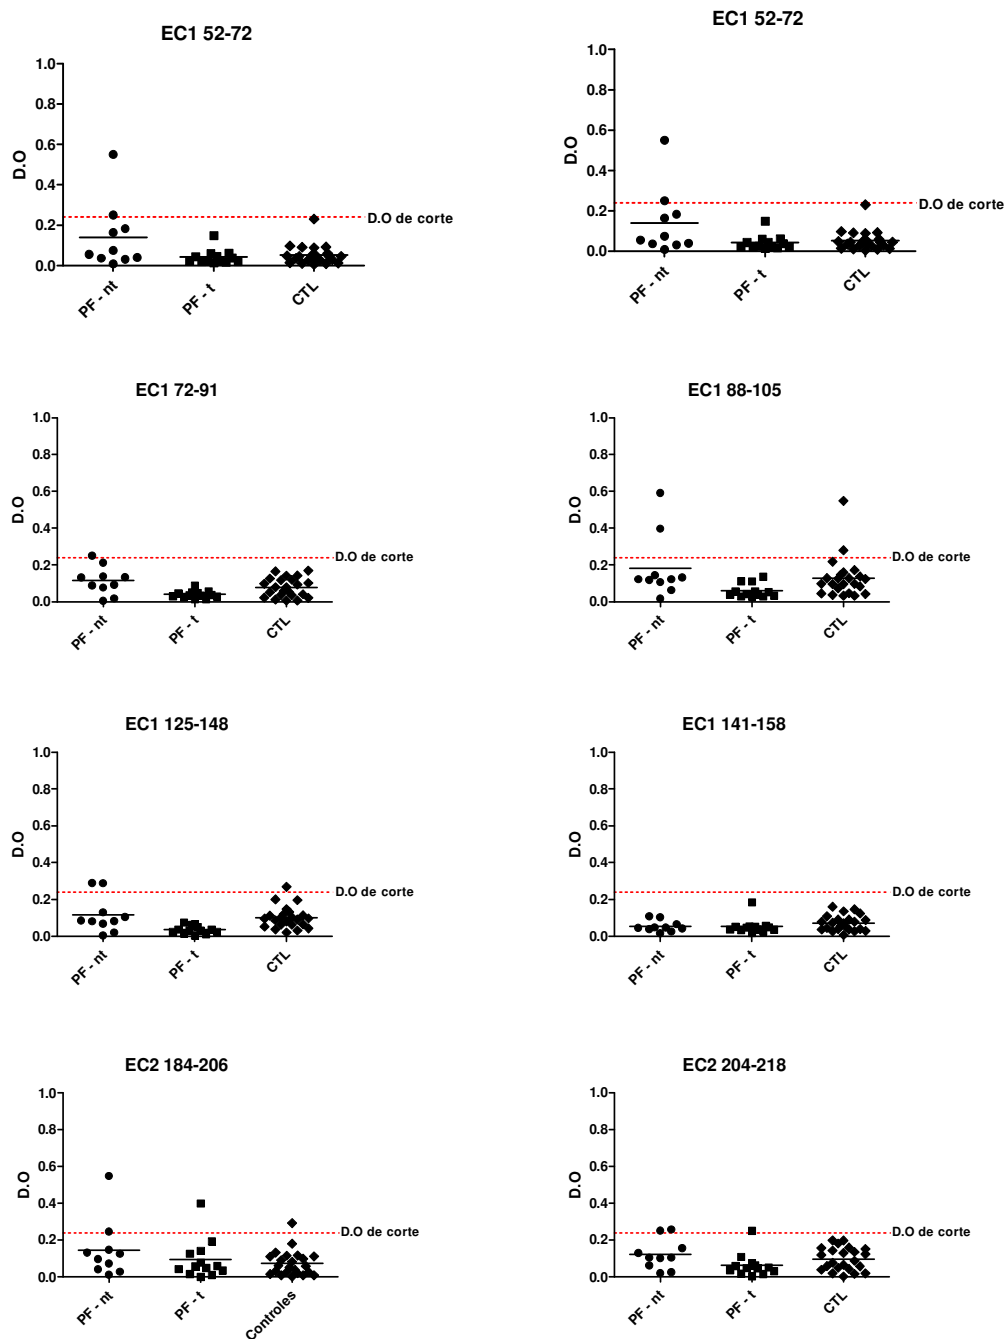 EC1 52-72
1.0
0.8
0.6
0.4
0.2
0.0
D.O
D.O de corte
PF - nt
PF - t
CTL
EC1 52-72
1.0
0.8
0.6
0.4
0.2
0.0
D.O
D.O de corte
PF - nt
PF - t
CTL
EC1 72-91
1.0
0.8
0.6
0.4
0.2
0.0
D.O
D.O de corte
PF - nt
PF - t
CTL
EC1 88-105
1.0
0.8
0.6
0.4
0.2
0.0
D.O
D.O de corte
PF - nt
PF - t
CTL
EC1 125-148
1.0
0.8
0.6
0.4
0.2
0.0
D.O
D.O de corte
PF - nt
PF - t
CTL
EC1 141-158
1.0
0.8
0.6
0.4
0.2
0.0
D.O
D.O de corte
PF - nt
PF - t
CTL
EC2 184-206
1.0
0.8
0.6
0.4
0.2
0.0
D.O
D.O de corte
PF - nt
PF - t
Controles
EC2 204-218
1.0
0.8
0.6
0.4
0.2
0.0
D.O
D.O de corte
PF - nt
PF - t
CTL